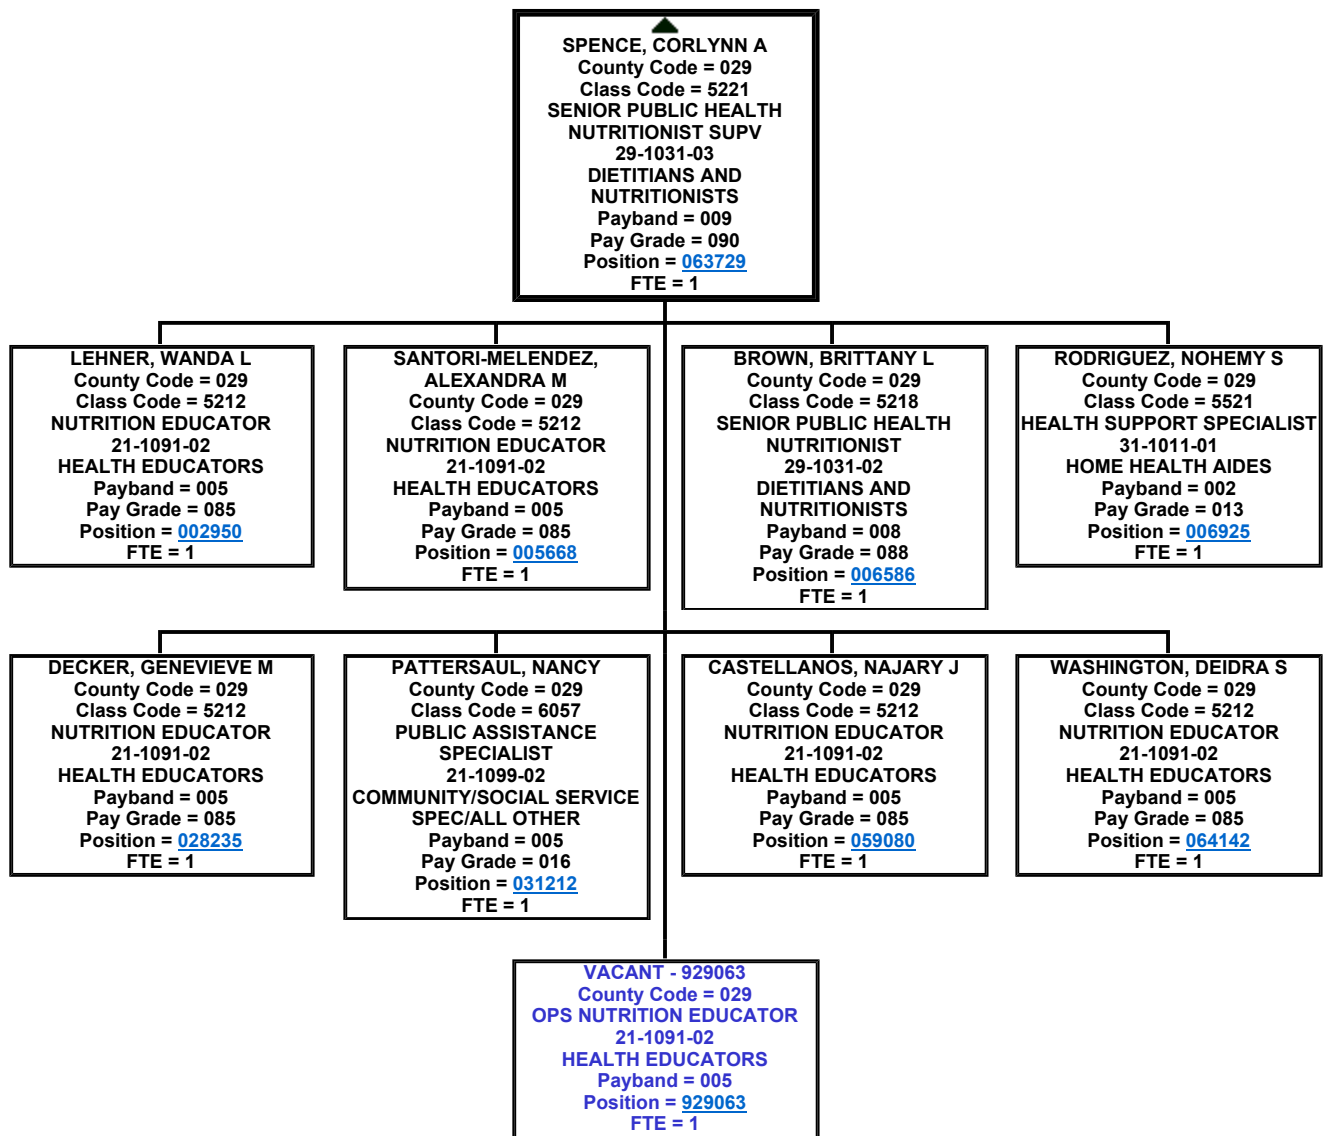 SPENCE, CORLYNN A
County Code = 029
Class Code = 5221
SENIOR PUBLIC HEALTH
NUTRITIONIST SUPV
29-1031-03
DIETITIANS AND
NUTRITIONISTS
Payband = 009
Pay Grade = 090
Position = 063729
FTE = 1
LEHNER, WANDA L
County Code = 029
Class Code = 5212
NUTRITION EDUCATOR
21-1091-02
HEALTH EDUCATORS
Payband = 005
Pay Grade = 085
Position = 002950
FTE = 1
SANTORI-MELENDEZ,
ALEXANDRA M
County Code = 029
Class Code = 5212
NUTRITION EDUCATOR
21-1091-02
HEALTH EDUCATORS
Payband = 005
Pay Grade = 085
Position = 005668
FTE = 1
BROWN, BRITTANY L
County Code = 029
Class Code = 5218
SENIOR PUBLIC HEALTH
NUTRITIONIST
29-1031-02
DIETITIANS AND
NUTRITIONISTS
Payband = 008
Pay Grade = 088
Position = 006586
FTE = 1
RODRIGUEZ, NOHEMY S
County Code = 029
Class Code = 5521
HEALTH SUPPORT SPECIALIST
31-1011-01
HOME HEALTH AIDES
Payband = 002
Pay Grade = 013
Position = 006925
FTE = 1
DECKER, GENEVIEVE M
County Code = 029
Class Code = 5212
NUTRITION EDUCATOR
21-1091-02
HEALTH EDUCATORS
Payband = 005
Pay Grade = 085
Position = 028235
FTE = 1
PATTERSAUL, NANCY
County Code = 029
Class Code = 6057
PUBLIC ASSISTANCE
SPECIALIST
21-1099-02
COMMUNITY/SOCIAL SERVICE
SPEC/ALL OTHER
Payband = 005
Pay Grade = 016
Position = 031212
FTE = 1
CASTELLANOS, NAJARY J
County Code = 029
Class Code = 5212
NUTRITION EDUCATOR
21-1091-02
HEALTH EDUCATORS
Payband = 005
Pay Grade = 085
Position = 059080
FTE = 1
WASHINGTON, DEIDRA S
County Code = 029
Class Code = 5212
NUTRITION EDUCATOR
21-1091-02
HEALTH EDUCATORS
Payband = 005
Pay Grade = 085
Position = 064142
FTE = 1
VACANT - 929063
County Code = 029
OPS NUTRITION EDUCATOR
21-1091-02
HEALTH EDUCATORS
Payband = 005
Position = 929063
FTE = 1